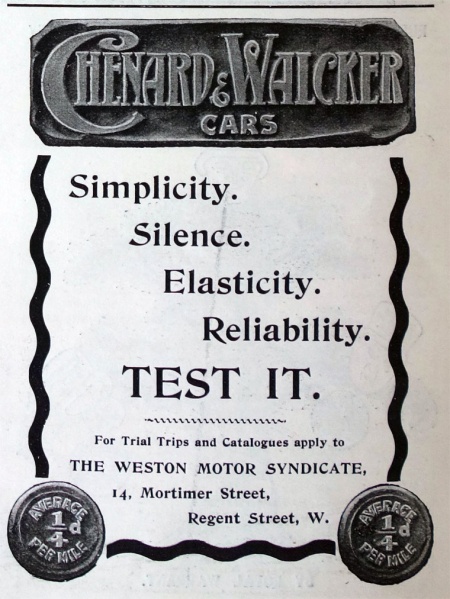 CHENARD & WALCKER
CARS
Simplicity.
Silence.
Elasticity.
Reliability.
TEST IT.
For Trial Trips and Catalogues apply to
THE WESTON MOTOR SYNDICATE,
14, Mortimer Street,
Regent Street, W.
AVERAGE
1/4d
PER MILE
AVERAGE
1/4d
PER MILE